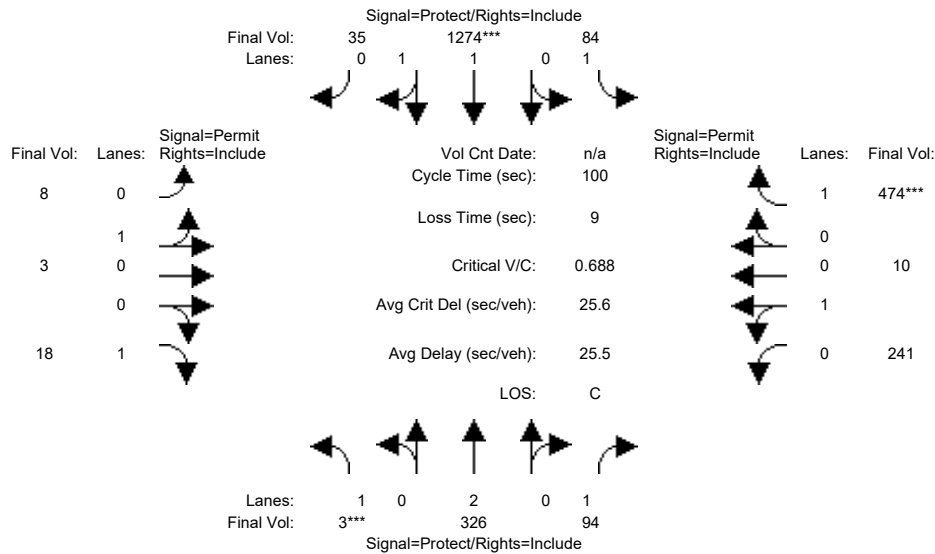 Signal=Protect/Rights=Include
Final Vol: 35 1274*** 84
Lanes: 0 1 1 0 1
Signal=Permit
Final Vol: Lanes: Rights=Include
Vol Cnt Date: n/a
Signal=Permit
Rights=Include Lanes: Final Vol:
Cycle Time (sec): 100
8 0
1 474***
Loss Time (sec): 9
1
0
3 0
Critical V/C: 0.688
0 10
0
Avg Crit Del (sec/veh): 25.6
1
18 1
Avg Delay (sec/veh): 25.5
0 241
LOS: C
Lanes: 1 0 2 0 1
Final Vol: 3*** 326 94
Signal=Protect/Rights=Include